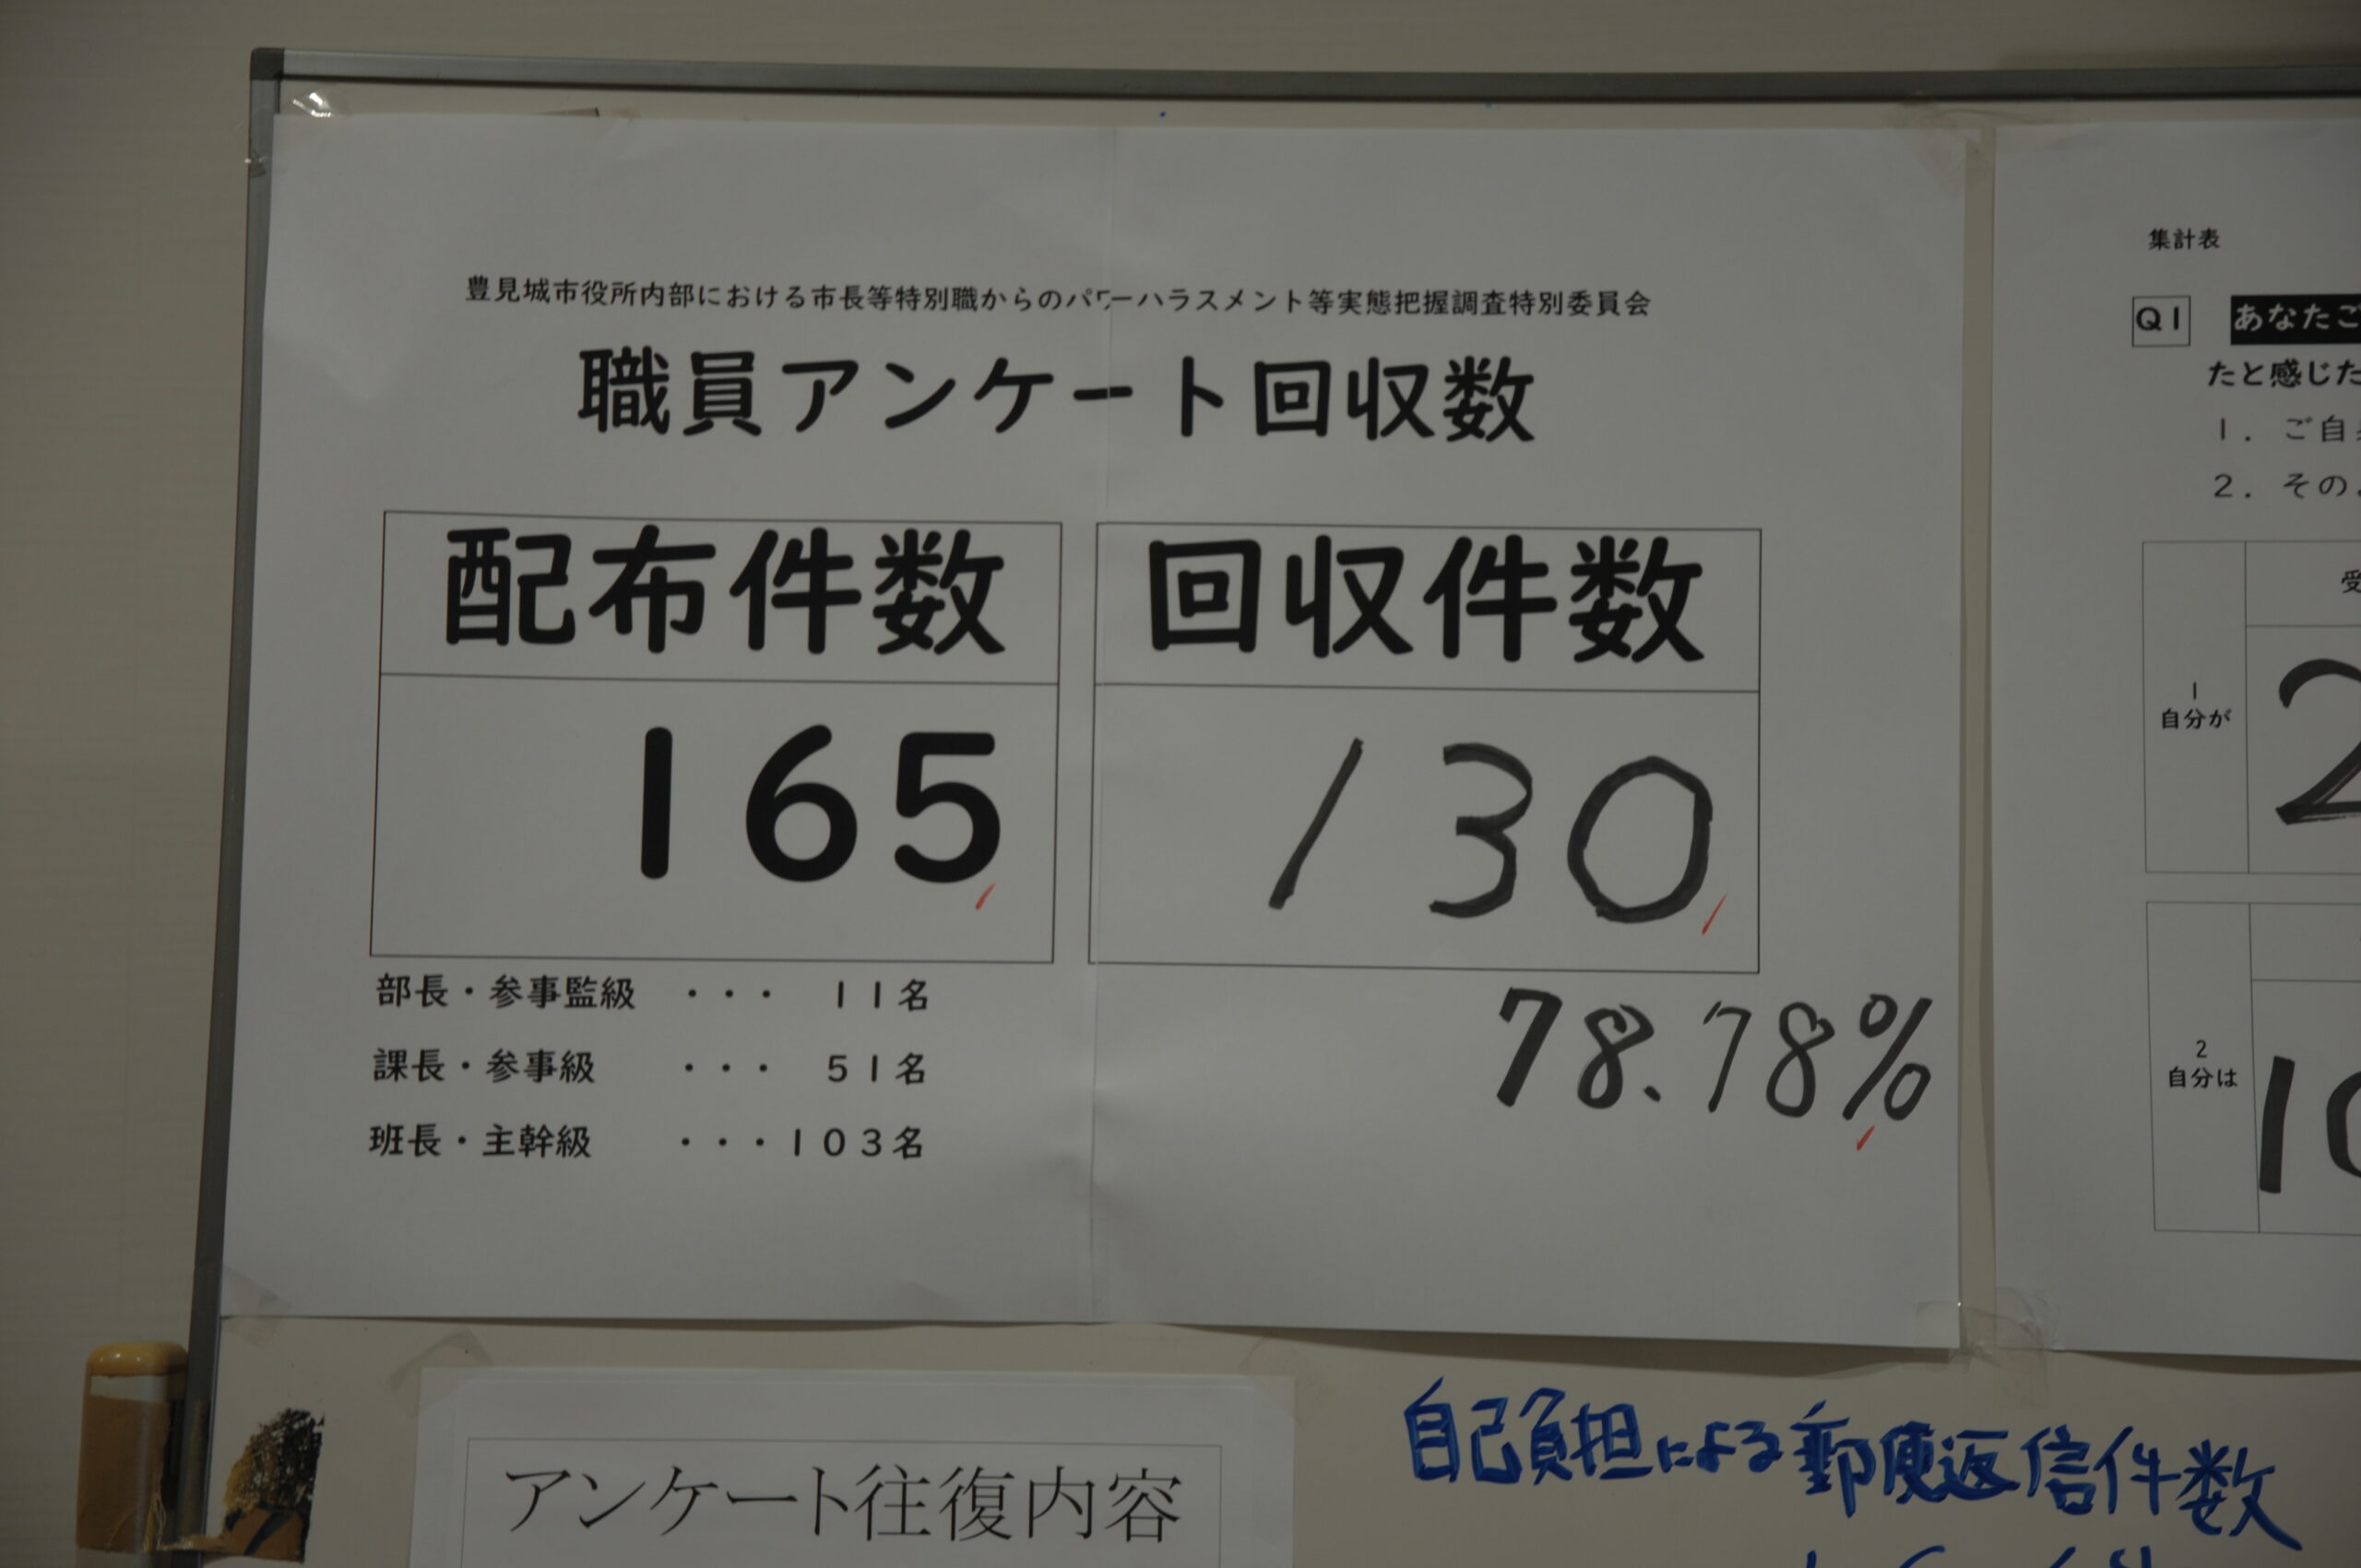 豊見城市役所内部における市長等特別職からのパワーハラスメント等実態把握調査特別委員会
職員アンケート回収数
配布件数 回収件数
165 130
78.78%
部長・参事監級 ・・・ 11名
課長・参事級 ・・・ 51名
班長・主幹級 ・・・103名
集計表
Q1 あなたご
たと感じた
1. ご自
2. その
受
1
自分が
2
2
自分は
10
アンケート往復内容
自己負担による郵便返信件数